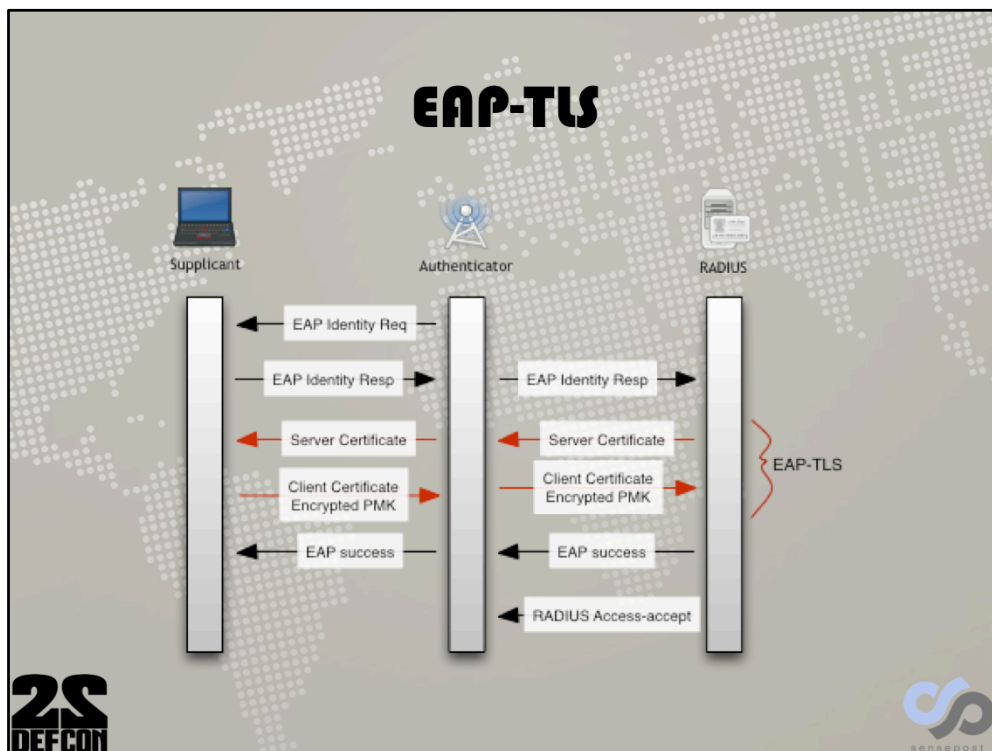 EAP-TLS
Supplicant
Authenticator
RADIUS
EAP Identity Req
EAP Identity Resp
EAP Identity Resp
Server Certificate
Server Certificate
EAP-TLS
Client Certificate
Encrypted PMK
Client Certificate
Encrypted PMK
EAP success
EAP success
RADIUS Access-accept
2S
DEFCON
sensepost